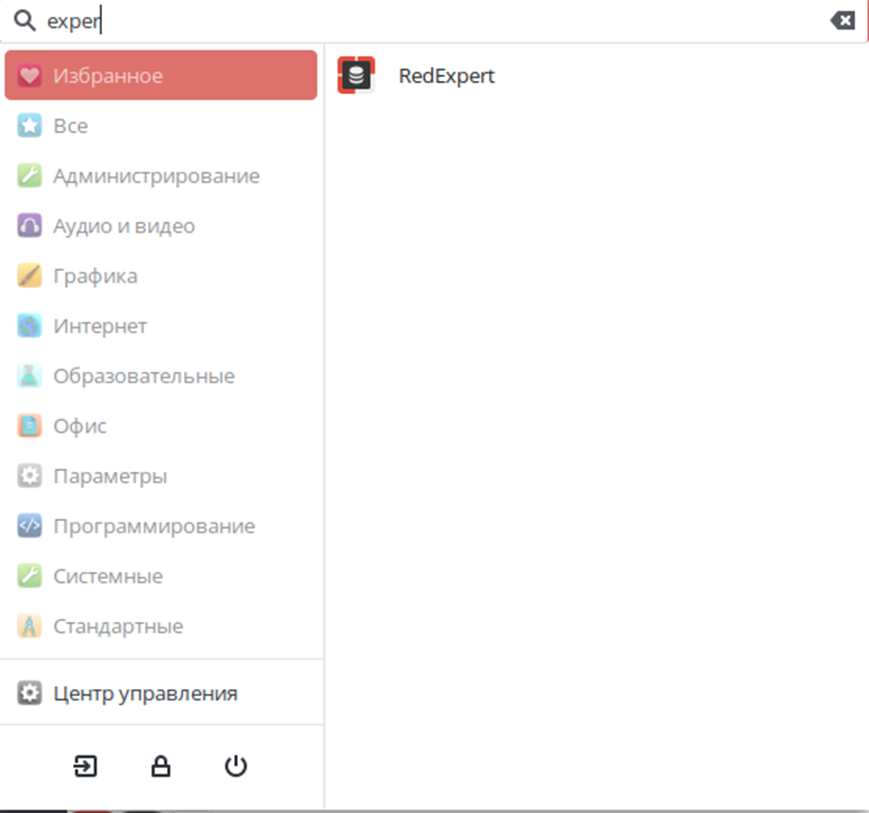 exper
Избранное
RedExpert
Все
Администрирование
Аудио и видео
Графика
Интернет
Образовательные
Офис
Параметры
Программирование
Системные
Стандартные
Центр управления